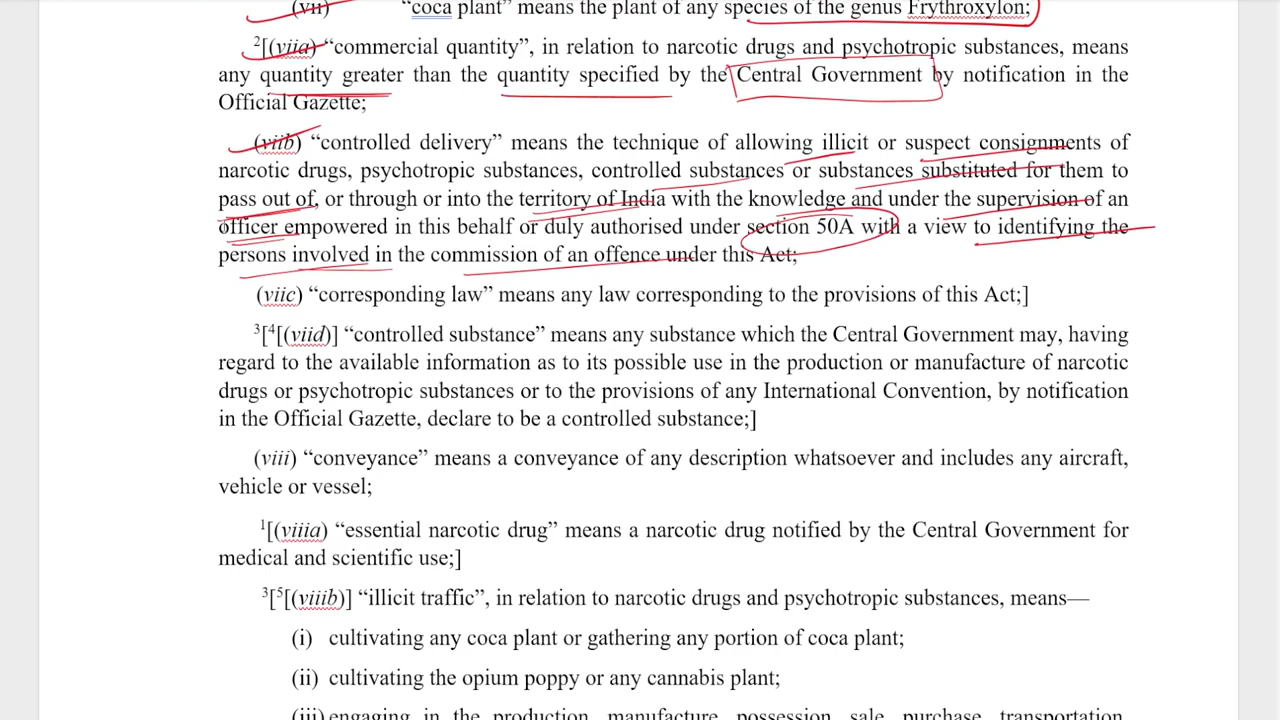 (vii) “coca plant” means the plant of any species of the genus Frythroxylon;
2[(viia) “commercial quantity”, in relation to narcotic drugs and psychotropic substances, means
any quantity greater than the quantity specified by the Central Government by notification in the
Official Gazette;
(viib) “controlled delivery” means the technique of allowing illicit or suspect consignments of
narcotic drugs, psychotropic substances, controlled substances or substances substituted for them to
pass out of, or through or into the territory of India with the knowledge and under the supervision of an
officer empowered in this behalf or duly authorised under section 50A with a view to identifying the
persons involved in the commission of an offence under this Act;
(viic) “corresponding law” means any law corresponding to the provisions of this Act;]
3[4[(viid)] “controlled substance” means any substance which the Central Government may, having
regard to the available information as to its possible use in the production or manufacture of narcotic
drugs or psychotropic substances or to the provisions of any International Convention, by notification
in the Official Gazette, declare to be a controlled substance;]
(viii) “conveyance” means a conveyance of any description whatsoever and includes any aircraft,
vehicle or vessel;
1[(viiia) “essential narcotic drug” means a narcotic drug notified by the Central Government for
medical and scientific use;]
3[5[(viiib)] “illicit traffic”, in relation to narcotic drugs and psychotropic substances, means—
(i) cultivating any coca plant or gathering any portion of coca plant;
(ii) cultivating the opium poppy or any cannabis plant;
(iii) engaging in the production, manufacture, possession, sale, purchase, transportation,